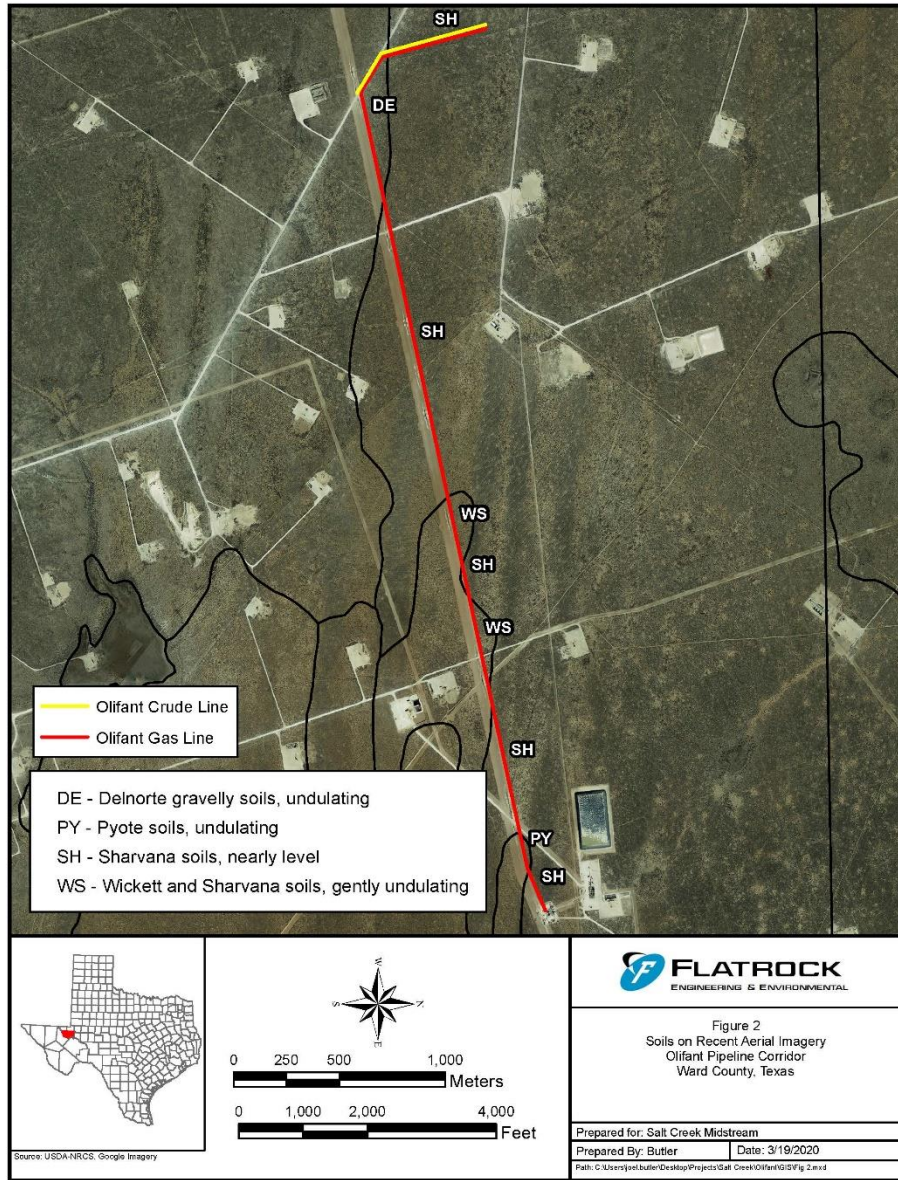 SH
DE
SH
WS
SH
WS
SH
PY
SH
Olifant Crude Line
Olifant Gas Line
DE - Delnorte gravelly soils, undulating
PY - Pyote soils, undulating
SH - Sharvana soils, nearly level
WS - Wickett and Sharvana soils, gently undulating
Source: USDA-NRCS, Google Imagery
W
S N
E
0 250 500 1,000
Meters
0 1,000 2,000 4,000
Feet
F FLATROCK
ENGINEERING & ENVIRONMENTAL
Figure 2
Soils on Recent Aerial Imagery
Olifant Pipeline Corridor
Ward County, Texas
Prepared for: Salt Creek Midstream
Prepared By: Butler Date: 3/19/2020
Path: C:\Users\joel.butler\Desktop\Projects\Salt Creek\Olifant\GIS\Fig 2.mxd